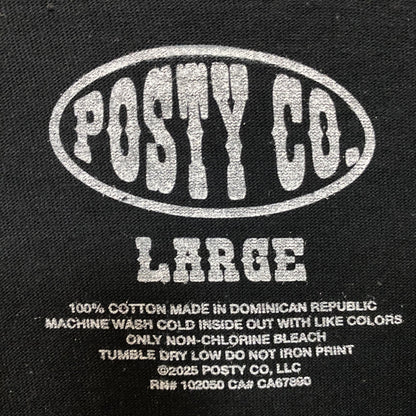 POSTY CO.
LARGE
100% COTTON MADE IN DOMINICAN REPUBLIC
MACHINE WASH COLD INSIDE OUT WITH LIKE COLORS
ONLY NON-CHLORINE BLEACH
TUMBLE DRY LOW DO NOT IRON PRINT
©2025 POSTY CO, LLC
RN# 102050 CA# CA67890